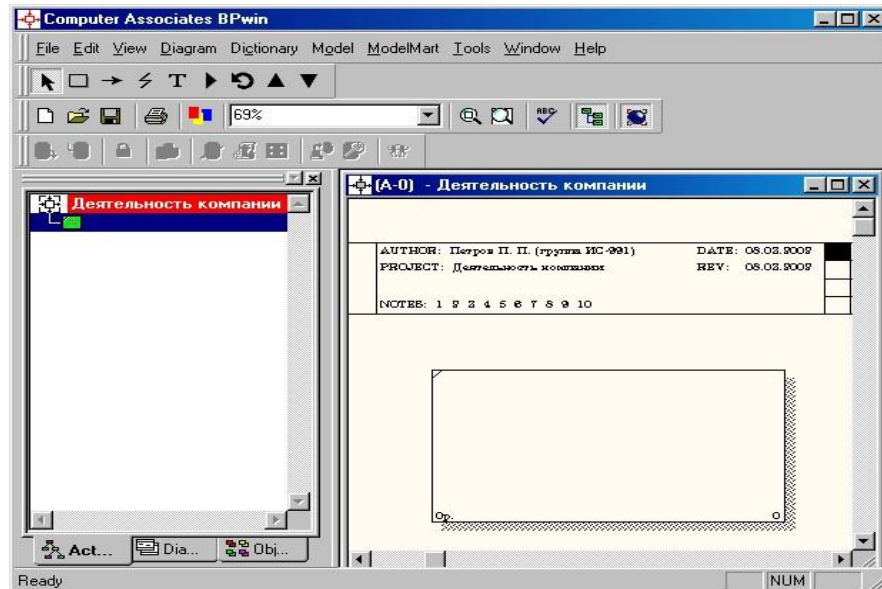 Computer Associates BPwin
File Edit View Diagram Dictionary Model ModelMart Tools Window Help
69%
ABC
Деятельность компании
(A-0) - Деятельность компании
AUTHOR: Петров П. П. (группа ИС-991) DATE: 08.02.2002
PROJECT: Деятельность компании REV: 08.02.2002
NOTES: 1 2 3 4 5 6 7 8 9 10
0р. 0
Act... Dia... Obj...
Ready NUM